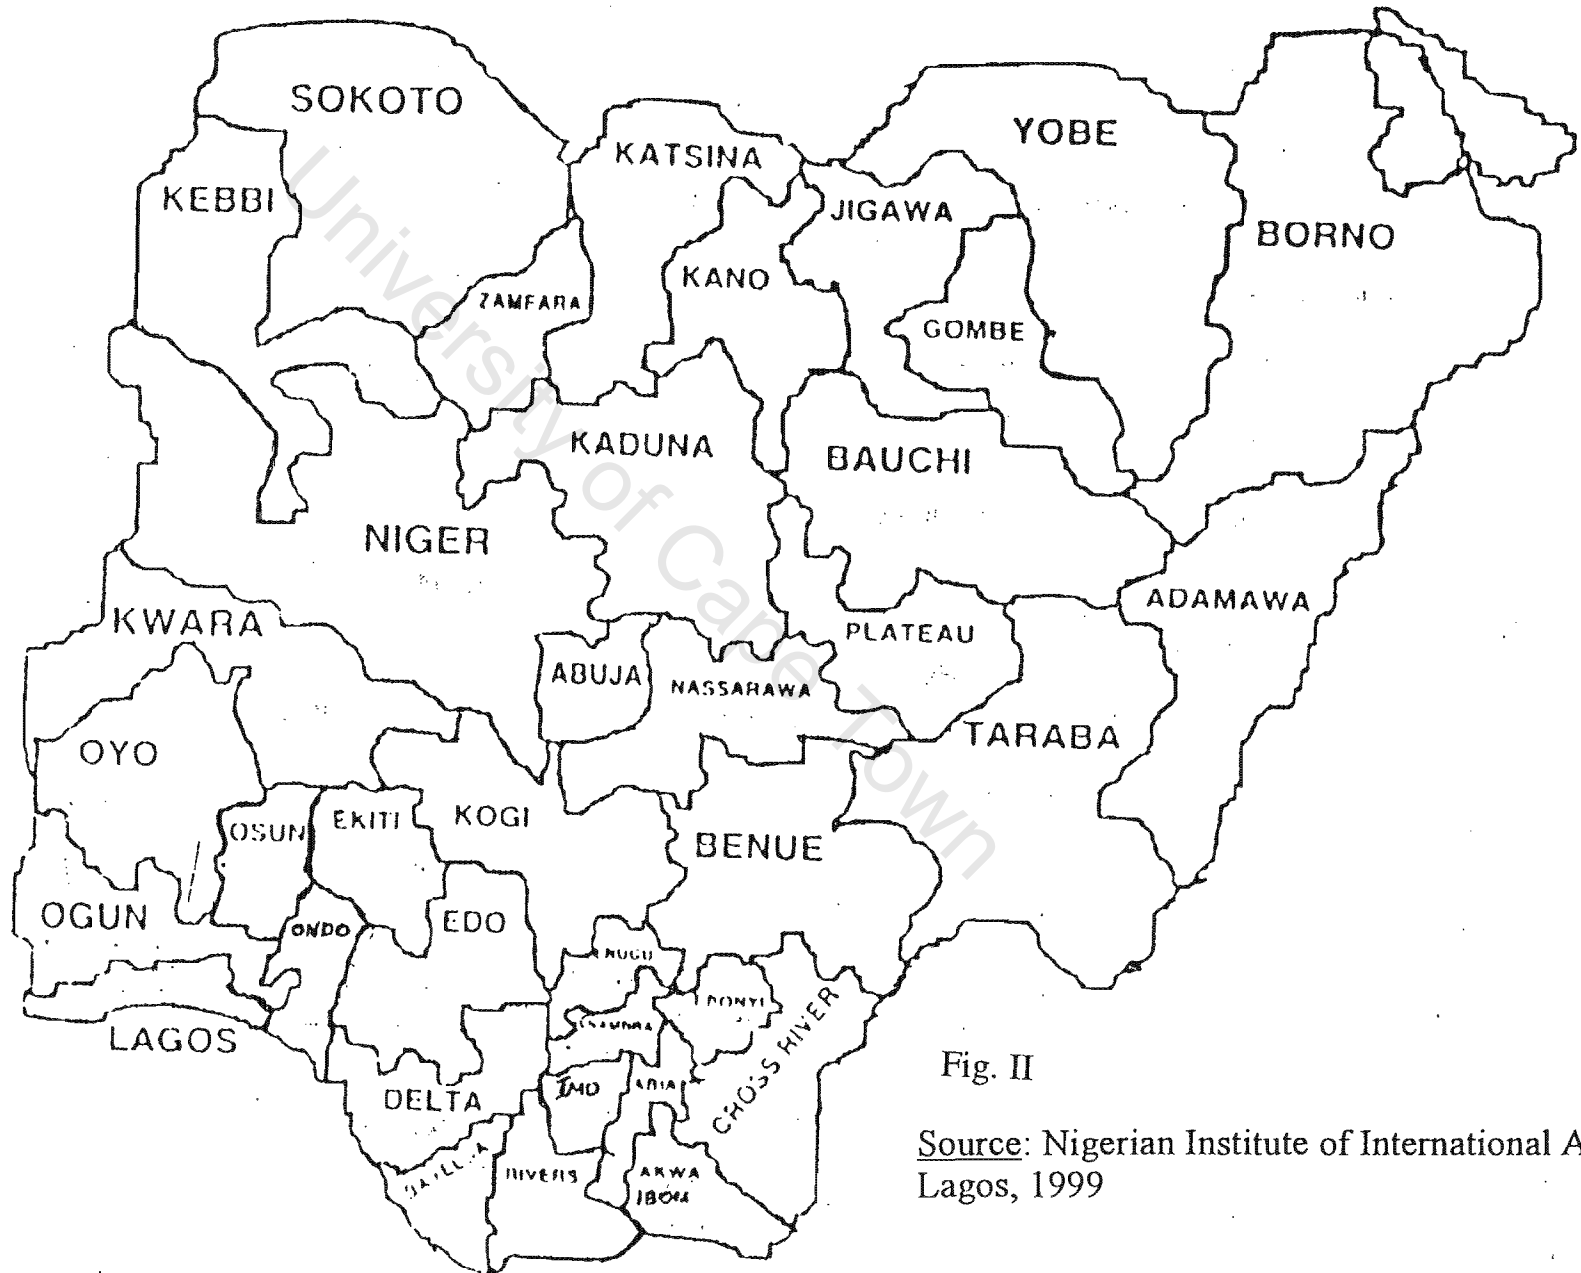 SOKOTO
YOBE
KATSINA
KEBBI
JIGAWA
BORNO
KANO
ZAMFARA
GOMBE
KADUNA
BAUCHI
NIGER
ADAMAWA
KWARA
PLATEAU
ABUJA
NASSARAWA
TARABA
OYO
OSUN
EKITI
KOGI
BENUE
OGUN
ONDO
EDO
LAGOS
CROSS RIVER
DELTA
IMO
ABIA
RIVERS
AKWA
IBOM
Fig. II
Source: Nigerian Institute of International A
Lagos, 1999
University of Cape Town